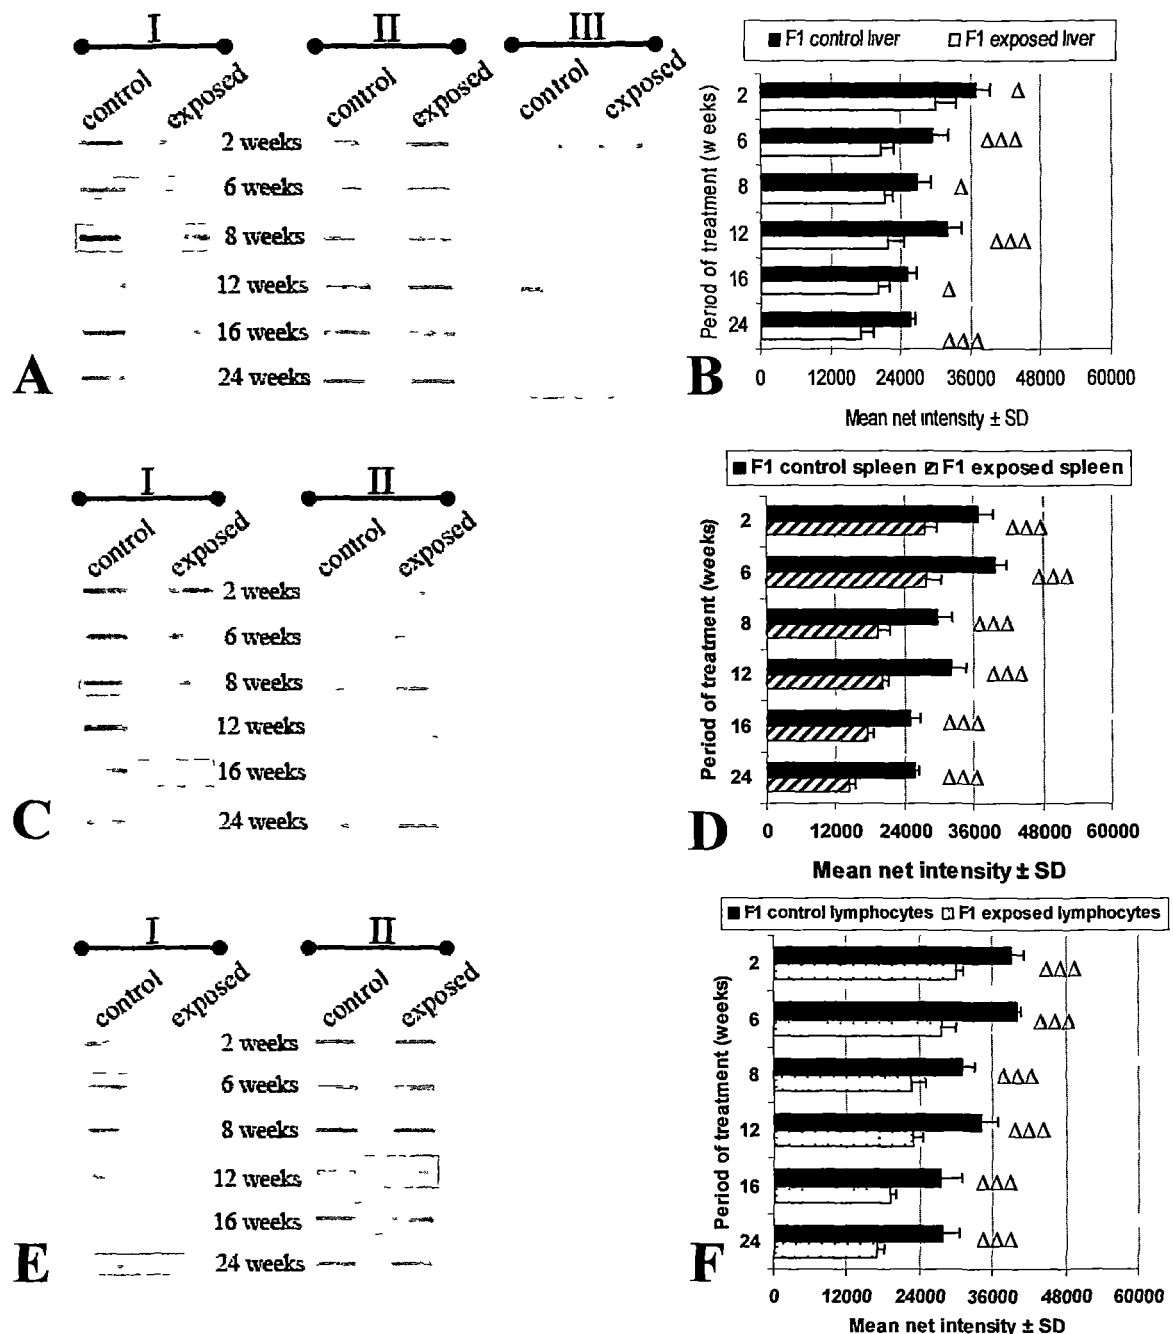 I II III
control exposed control exposed control exposed
2 weeks
6 weeks
8 weeks
12 weeks
16 weeks
24 weeks
A
F1 control liver F1 exposed liver
Period of treatment (weeks)
2
6
8
12
16
24
Δ
ΔΔΔ
Δ
ΔΔΔ
Δ
ΔΔΔ
0 12000 24000 36000 48000 60000
Mean net intensity ± SD
B
I II
control exposed control exposed
2 weeks
6 weeks
8 weeks
12 weeks
16 weeks
24 weeks
C
F1 control spleen F1 exposed spleen
Period of treatment (weeks)
2
6
8
12
16
24
ΔΔΔ
ΔΔΔ
ΔΔΔ
ΔΔΔ
ΔΔΔ
ΔΔΔ
0 12000 24000 36000 48000 60000
Mean net intensity ± SD
D
I II
control exposed control exposed
2 weeks
6 weeks
8 weeks
12 weeks
16 weeks
24 weeks
E
F1 control lymphocytes F1 exposed lymphocytes
Period of treatment (weeks)
2
6
8
12
16
24
ΔΔΔ
ΔΔΔ
ΔΔΔ
ΔΔΔ
ΔΔΔ
ΔΔΔ
0 12000 24000 36000 48000 60000
Mean net intensity ± SD
F